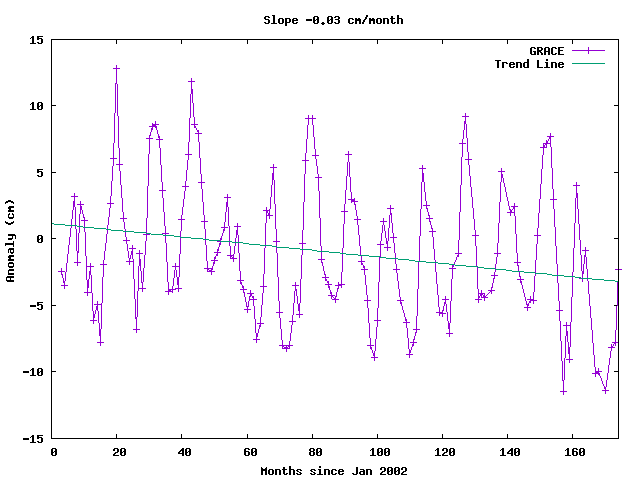 Slope -0.03 cm/month
15
GRACE
Trend Line
10
5
0
-5
-10
-15
Anomaly (cm)
0 20 40 60 80 100 120 140 160
Months since Jan 2002